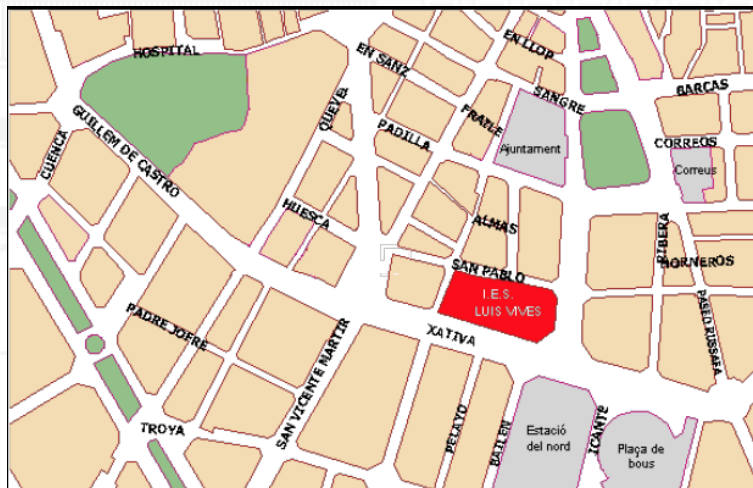 HOSPITAL
EN SANZ
EN LLOP
SANGRE
BARCAS
GUILLEM DE CASTRO
QUEVEL
PADILLA
FRAILE
Ajuntament
CORREOS
Correus
CUENCA
HUESCA
ALMAS
RIBERA
HORNEROS
SAN PABLO
I.E.S.
LUIS VIVES
PADRE JOFRE
SAN VICENTE MARTIR
XATIVA
PASEO RUSSAFA
TROYA
PELAYO
BAILEN
Estació
del nord
ICANTE
Plaça de
bous